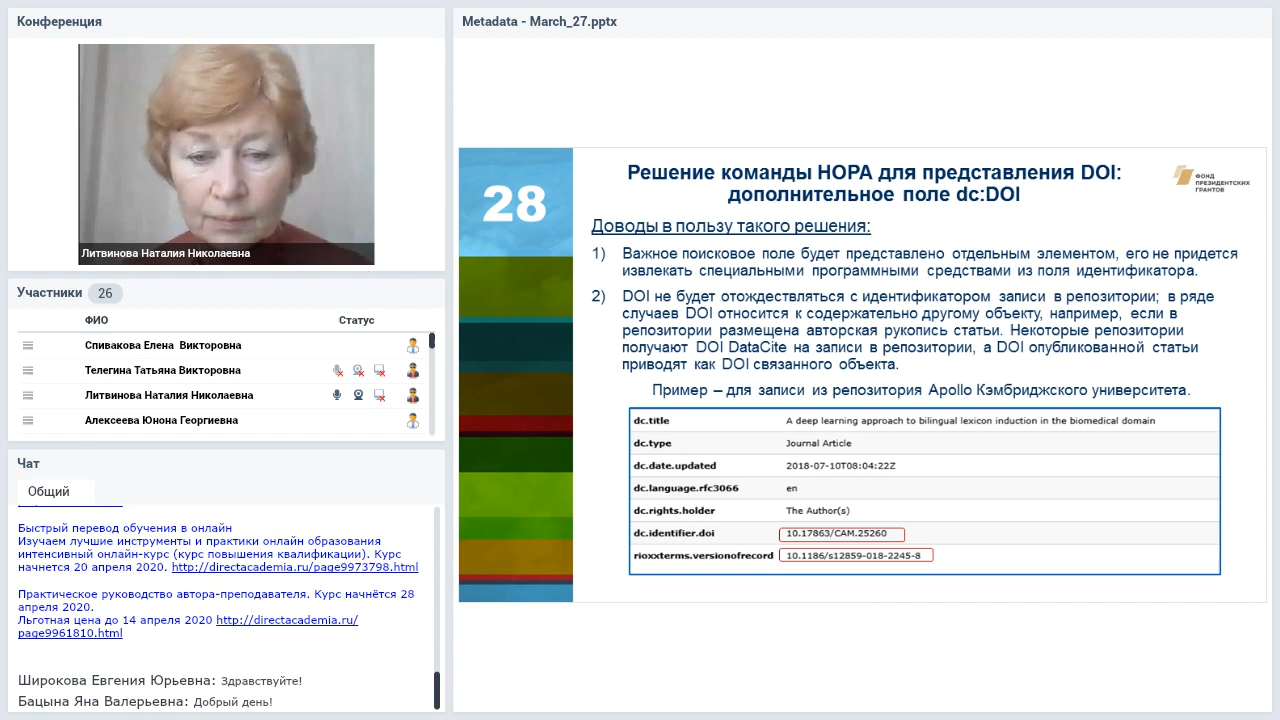 Конференция
Литвинова Наталия Николаевна
Участники 26
ФИО Статус
Спивакова Елена Викторовна
Телегина Татьяна Викторовна
Литвинова Наталия Николаевна
Алексеева Юнона Георгиевна
Чат
Общий
Быстрый перевод обучения в онлайн
Изучаем лучшие инструменты и практики онлайн образования
интенсивный онлайн-курс (курс повышения квалификации). Курс
начнется 20 апреля 2020. http://directacademia.ru/page9973798.html
Практическое руководство автора-преподавателя. Курс начнётся 28
апреля 2020.
Льготная цена до 14 апреля 2020 http://directacademia.ru/
page9961810.html
Широкова Евгения Юрьевна: Здравствуйте!
Бацына Яна Валерьевна: Добрый день!
Metadata - March_27.pptx
28
Решение команды НОРА для представления DOI:
дополнительное поле dc:DOI
ФОНД
ПРЕЗИДЕНТСКИХ
ГРАНТОВ
Доводы в пользу такого решения:
1) Важное поисковое поле будет представлено отдельным элементом, его не придется
извлекать специальными программными средствами из поля идентификатора.
2) DOI не будет отождествляться с идентификатором записи в репозитории; в ряде
случаев DOI относится к содержательно другому объекту, например, если в
репозитории размещена авторская рукопись статьи. Некоторые репозитории
получают DOI DataCite на записи в репозитории, а DOI опубликованной статьи
приводят как DOI связанного объекта.
Пример – для записи из репозитория Apollo Кэмбриджского университета.
dc.title A deep learning approach to bilingual lexicon induction in the biomedical domain
dc.type Journal Article
dc.date.updated 2018-07-10T08:04:22Z
dc.language.rfc3066 en
dc.rights.holder The Author(s)
dc.identifier.doi 10.17863/CAM.25260
rioxxterms.versionofrecord 10.1186/s12859-018-2245-8